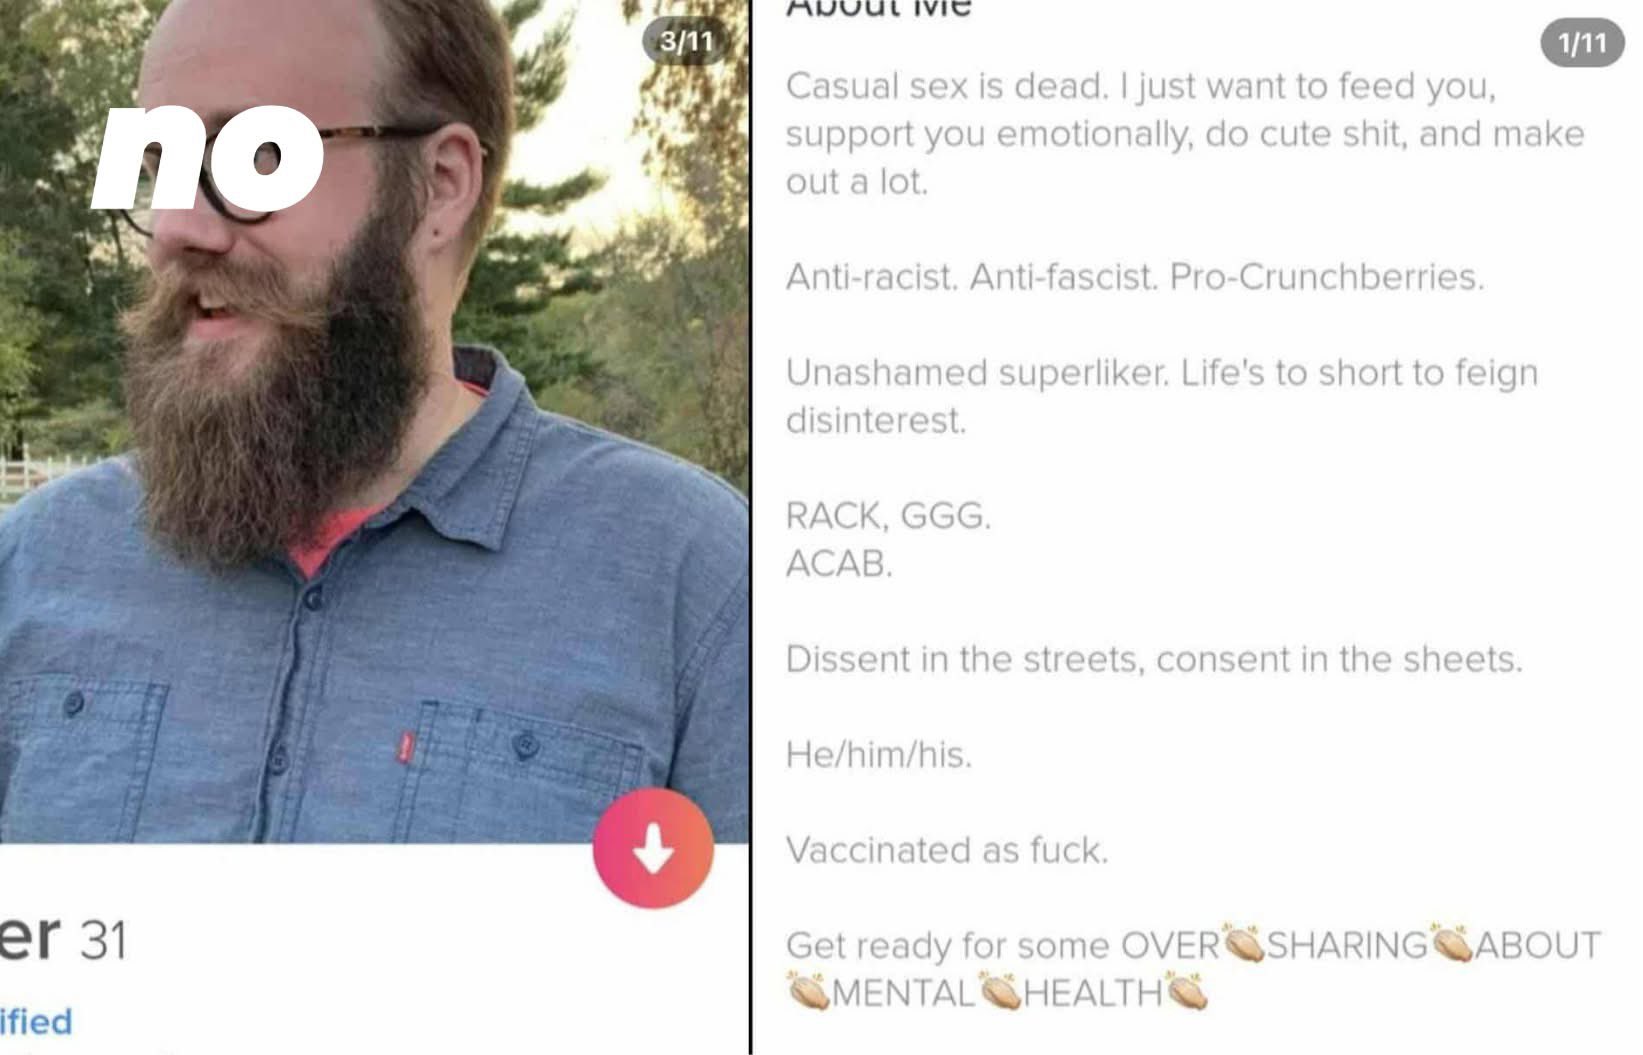 3/11
no
er 31
ified
About Me
1/11
Casual sex is dead. I just want to feed you,
support you emotionally, do cute shit, and make
out a lot.
Anti-racist. Anti-fascist. Pro-Crunchberries.
Unashamed superliker. Life's to short to feign
disinterest.
RACK, GGG.
ACAB.
Dissent in the streets, consent in the sheets.
He/him/his.
Vaccinated as fuck.
Get ready for some OVER👏🏼SHARING👏🏼ABOUT
👏🏼MENTAL👏🏼HEALTH👏🏼